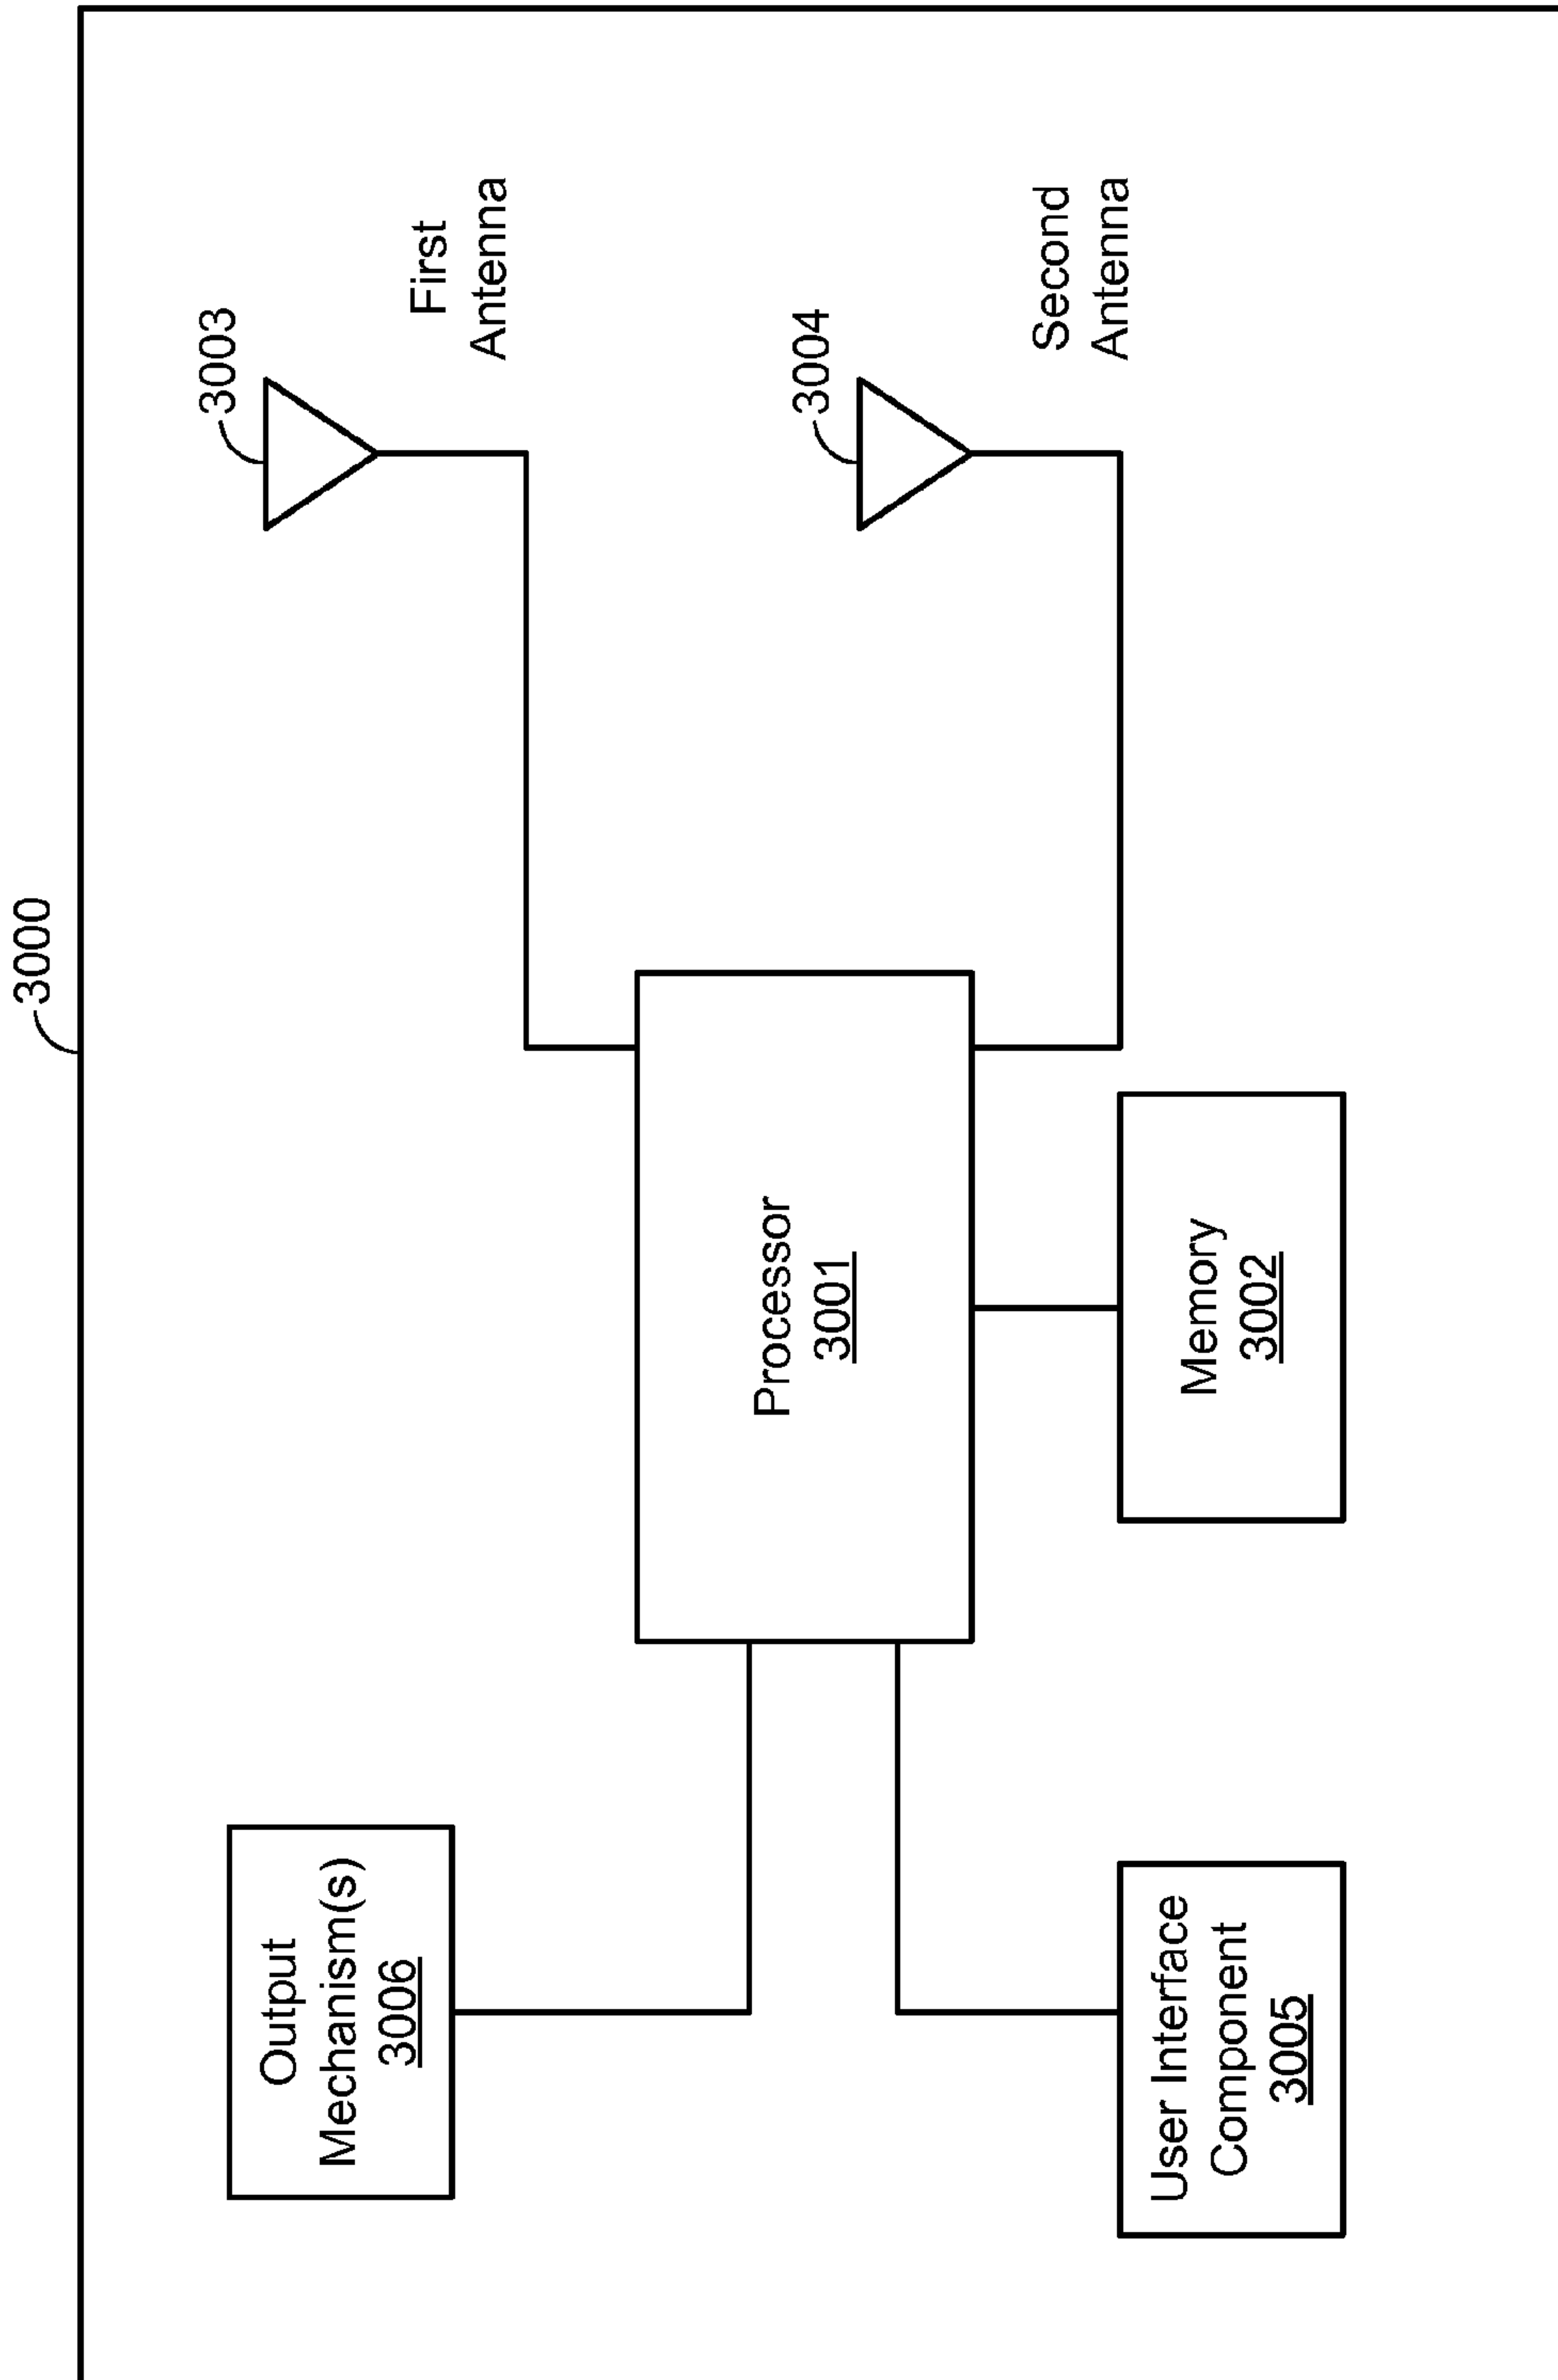 3000
3003
First
Antenna
3004
Second
Antenna
Output
Mechanism(s)
3006
Processor
3001
User Interface
Component
3005
Memory
3002